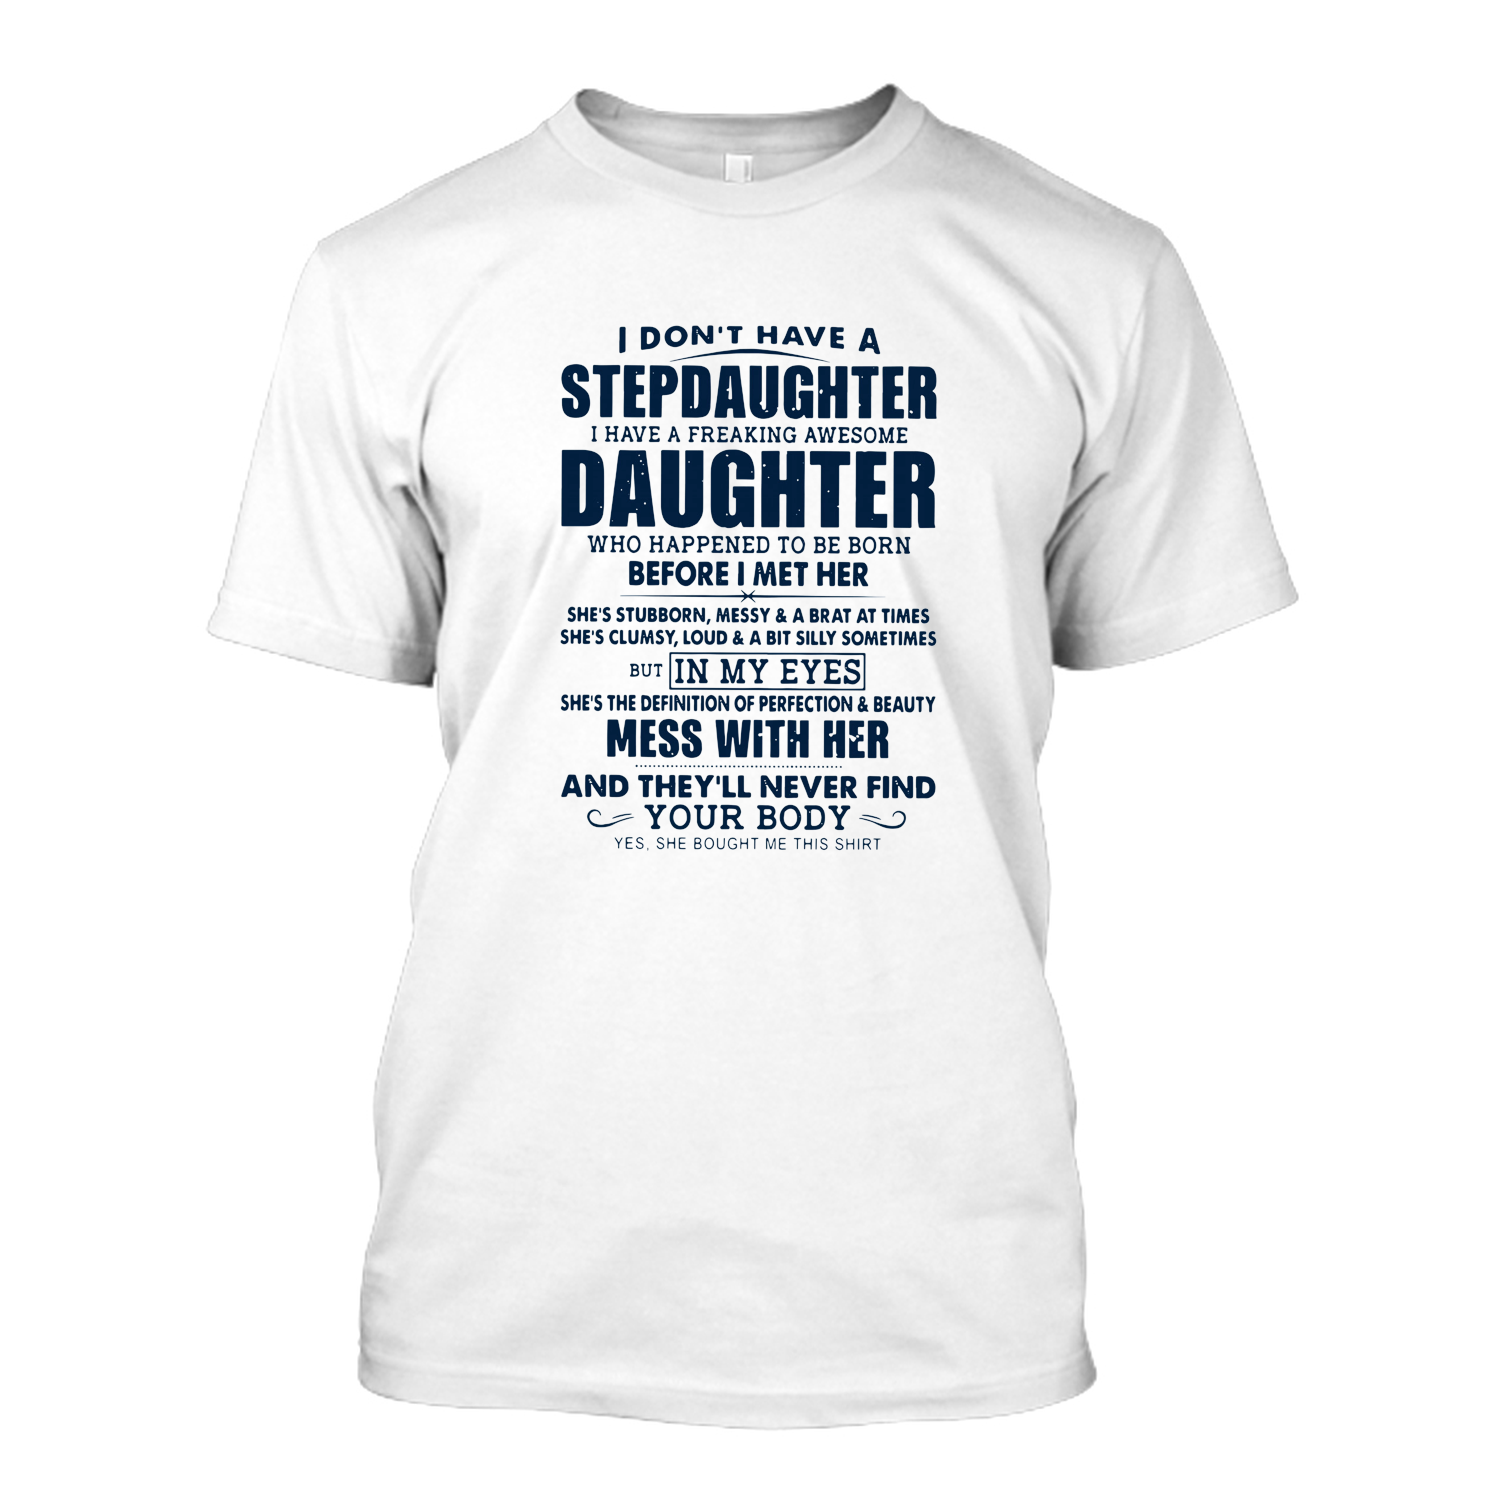 I DON'T HAVE A
STEPDAUGHTER
I HAVE A FREAKING AWESOME
DAUGHTER
WHO HAPPENED TO BE BORN
BEFORE I MET HER
SHE'S STUBBORN, MESSY & A BRAT AT TIMES
SHE'S CLUMSY, LOUD & A BIT SILLY SOMETIMES
BUT IN MY EYES
SHE'S THE DEFINITION OF PERFECTION & BEAUTY
MESS WITH HER
AND THEY'LL NEVER FIND
YOUR BODY
YES, SHE BOUGHT ME THIS SHIRT